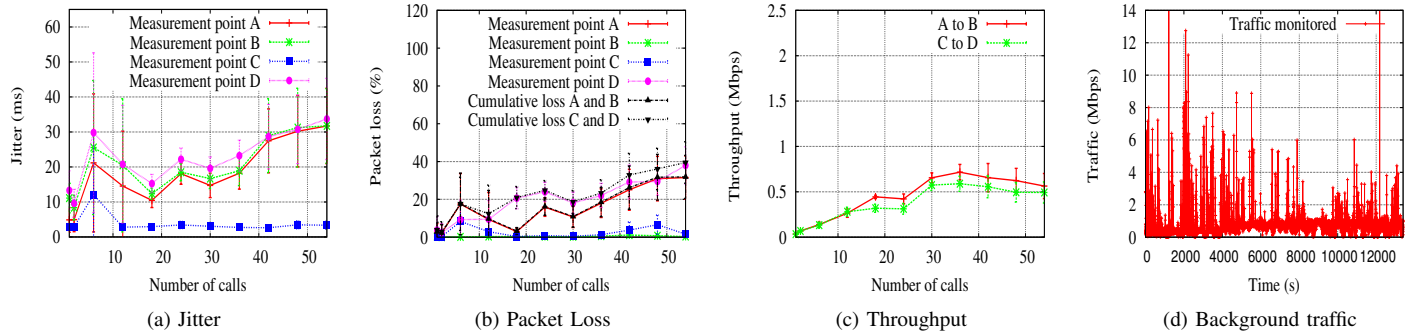 60
50
40
30
20
10
0
Jitter (ms)
Measurement point A
Measurement point B
Measurement point C
Measurement point D
10 20 30 40 50
Number of calls
(a) Jitter
120
100
80
60
40
20
0
Packet loss (%)
Measurement point A
Measurement point B
Measurement point C
Measurement point D
Cumulative loss A and B
Cumulative loss C and D
10 20 30 40 50
Number of calls
(b) Packet Loss
2.5
2
1.5
1
0.5
0
Throughput (Mbps)
A to B
C to D
10 20 30 40 50
Number of calls
(c) Throughput
14
12
10
8
6
4
2
0
Traffic (Mbps)
Traffic monitored
0 2000 4000 6000 8000 10000 12000
Time (s)
(d) Background traffic